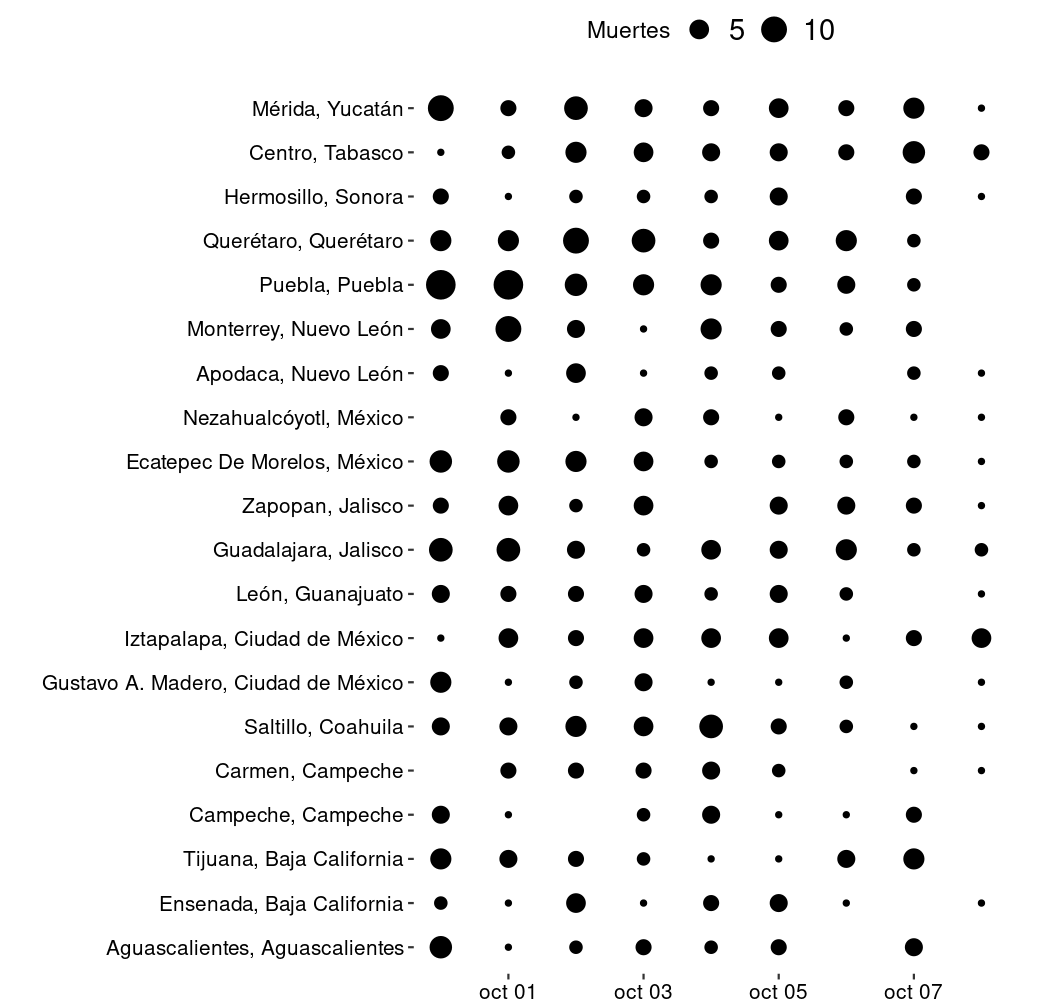 Muertes 5 10
Mérida, Yucatán
Centro, Tabasco
Hermosillo, Sonora
Querétaro, Querétaro
Puebla, Puebla
Monterrey, Nuevo León
Apodaca, Nuevo León
Nezahualcóyotl, México
Ecatepec De Morelos, México
Zapopan, Jalisco
Guadalajara, Jalisco
León, Guanajuato
Iztapalapa, Ciudad de México
Gustavo A. Madero, Ciudad de México
Saltillo, Coahuila
Carmen, Campeche
Campeche, Campeche
Tijuana, Baja California
Ensenada, Baja California
Aguascalientes, Aguascalientes
oct 01 oct 03 oct 05 oct 07